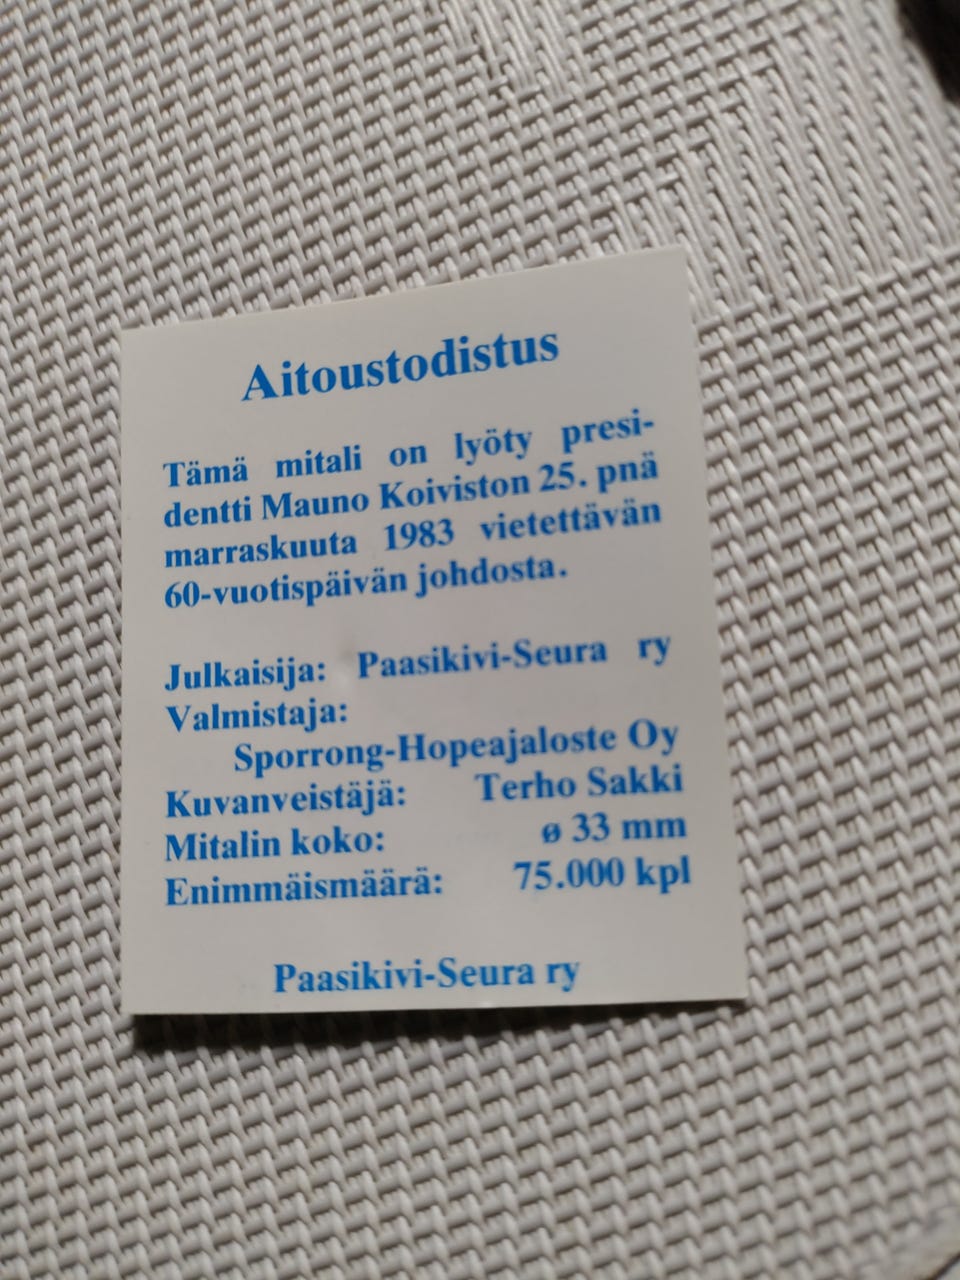 Aitoustodistus
Tämä mitali on lyöty presi-
dentti Mauno Koiviston 25. pnä
marraskuuta 1983 vietettävän
60-vuotispäivän johdosta.
Julkaisija: Paasikivi-Seura ry
Valmistaja:
Sporrong-Hopeajaloste Oy
Kuvanveistäjä: Terho Sakki
Mitalin koko: ø 33 mm
Enimmäismäärä: 75.000 kpl
Paasikivi-Seura ry